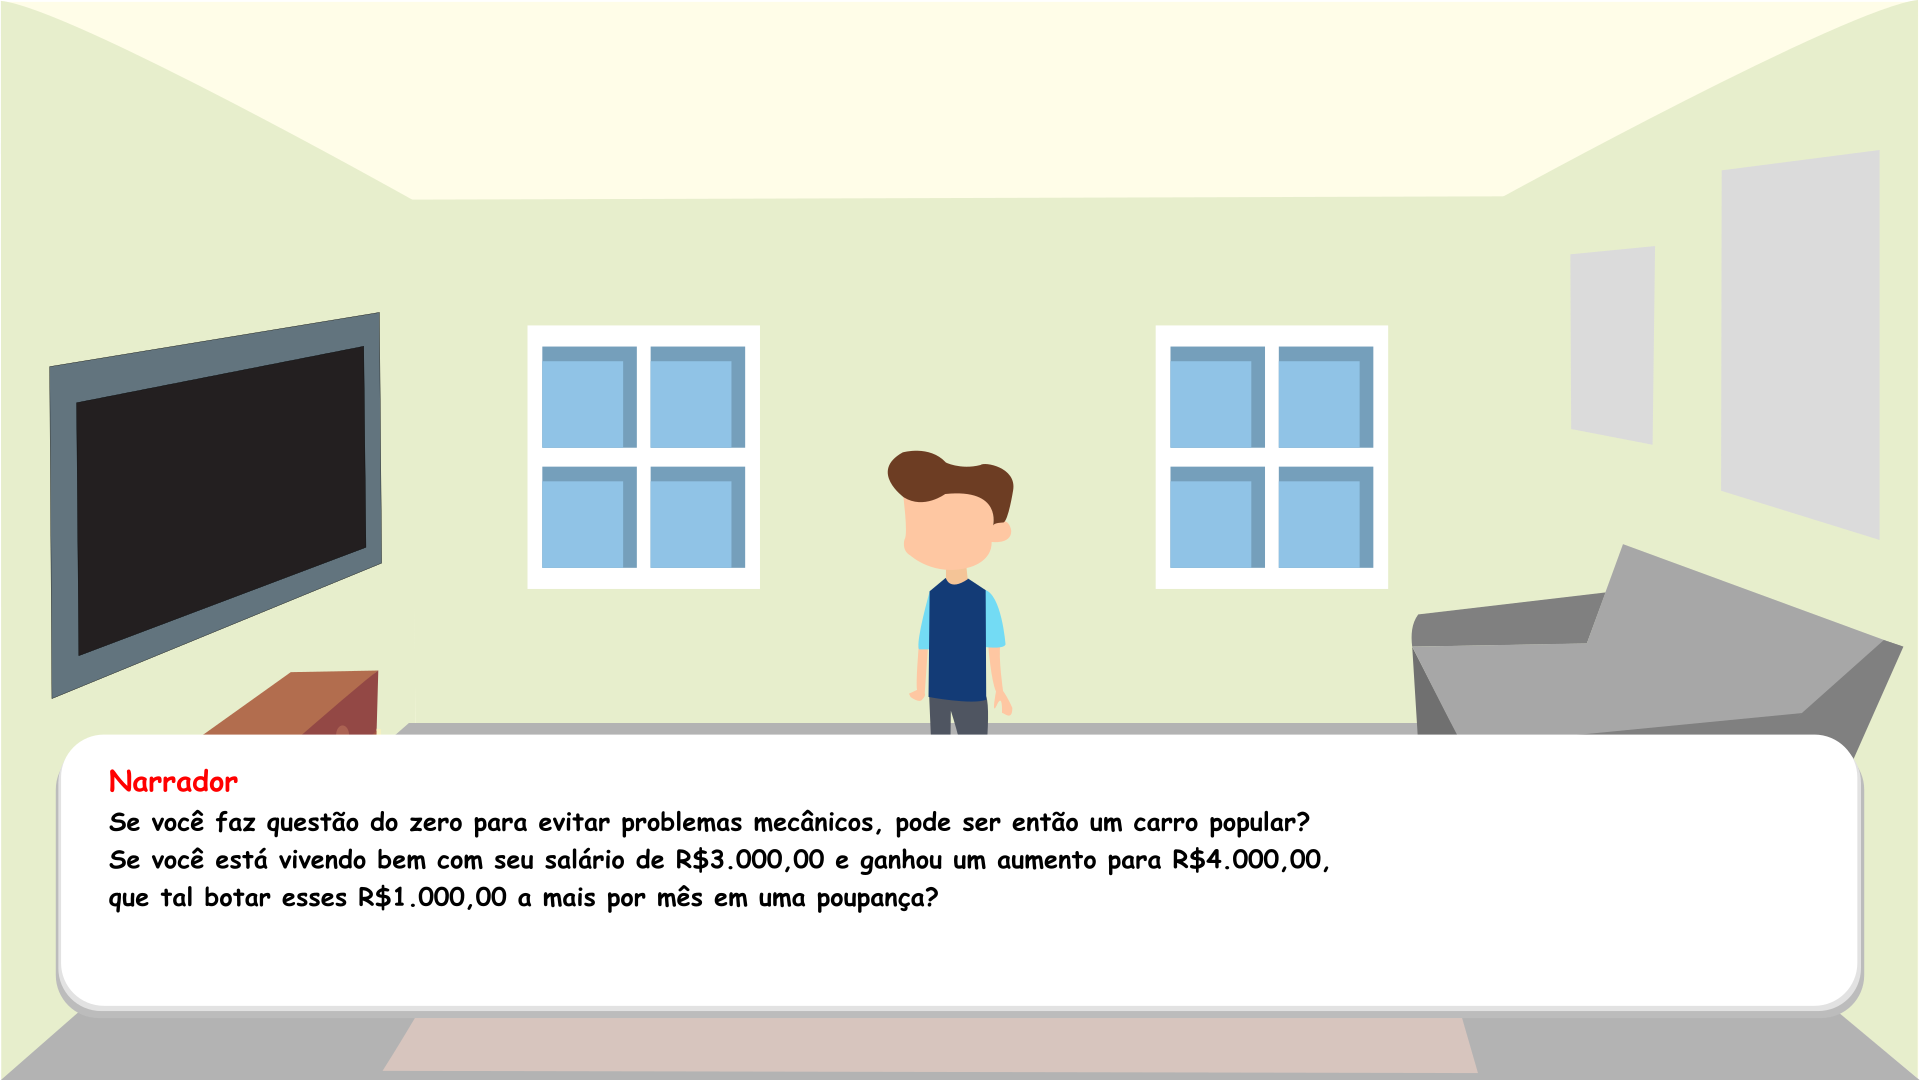 Narrador
Se você faz questão do zero para evitar problemas mecânicos, pode ser então um carro popular?
Se você está vivendo bem com seu salário de R$3.000,00 e ganhou um aumento para R$4.000,00,
que tal botar esses R$1.000,00 a mais por mês em uma poupança?